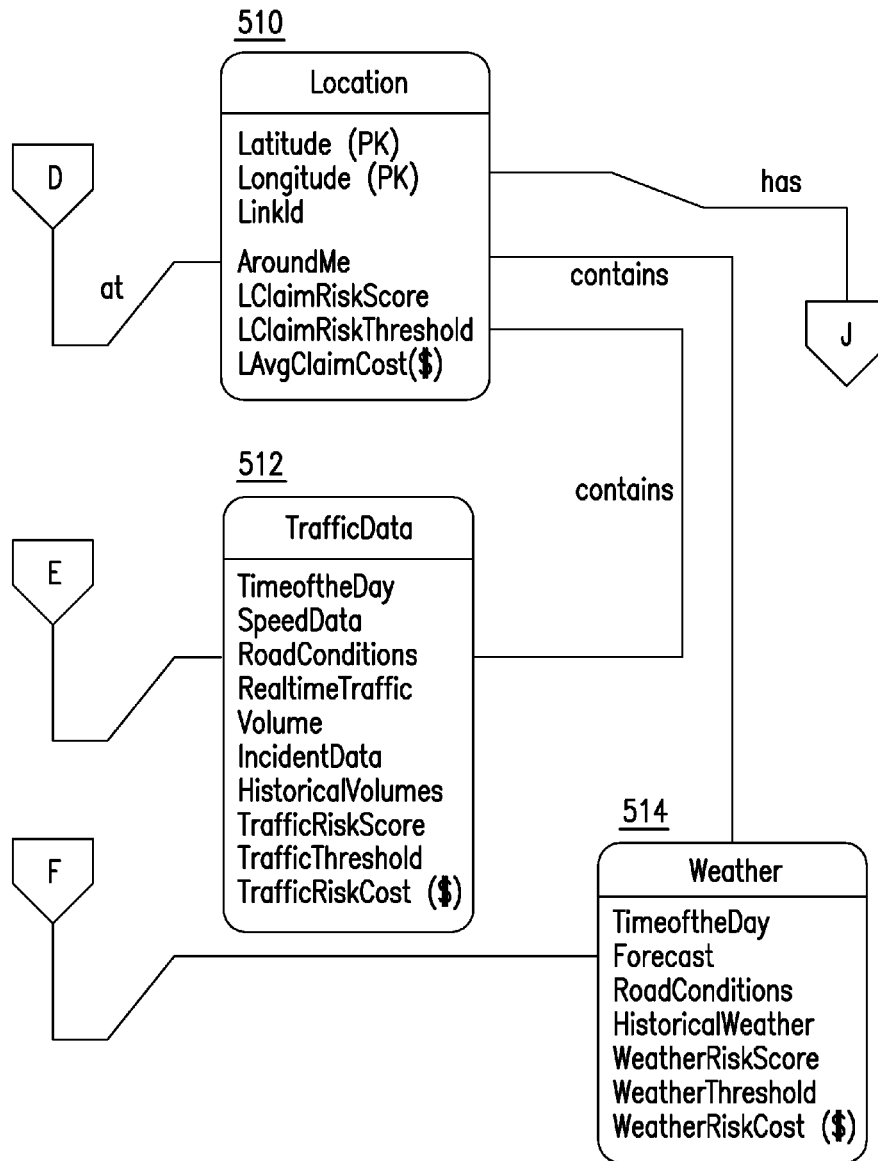 510
Location
Latitude (PK)
Longitude (PK)
LinkId
AroundMe
LClaimRiskScore
LClaimRiskThreshold
LAvgClaimCost($)
D
at
has
contains
J
contains
512
TrafficData
TimeoftheDay
SpeedData
RoadConditions
RealtimeTraffic
Volume
IncidentData
HistoricalVolumes
TrafficRiskScore
TrafficThreshold
TrafficRiskCost ($)
E
F
514
Weather
TimeoftheDay
Forecast
RoadConditions
HistoricalWeather
WeatherRiskScore
WeatherThreshold
WeatherRiskCost ($)